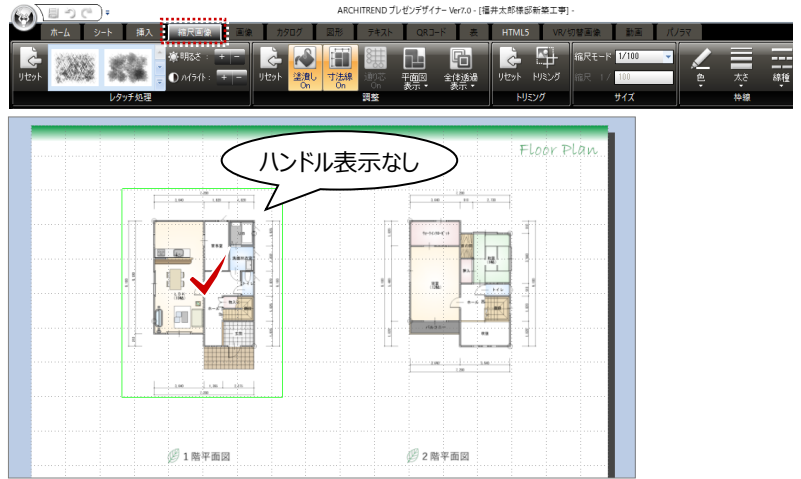 ARCHITREND プレゼンデザイナー Ver7.0 - [福井太郎様邸新築工事] -
ホーム シート 挿入 縮尺画像 画像 カタログ 図形 テキスト QRコード 表 HTML5 VR/切替画像 動画 パノラマ
リセット 明るさ： + − ハイライト： + − リセット 塗潰し On 寸法線 On 通り芯 On 平面図 表示 全体透過 表示 リセット トリミング 縮尺モード 1/100 縮尺 1/ 100 色 太さ 線種
レタッチ処理 調整 トリミング サイズ 枠線
Floor Plan
ハンドル表示なし
1階平面図
2階平面図